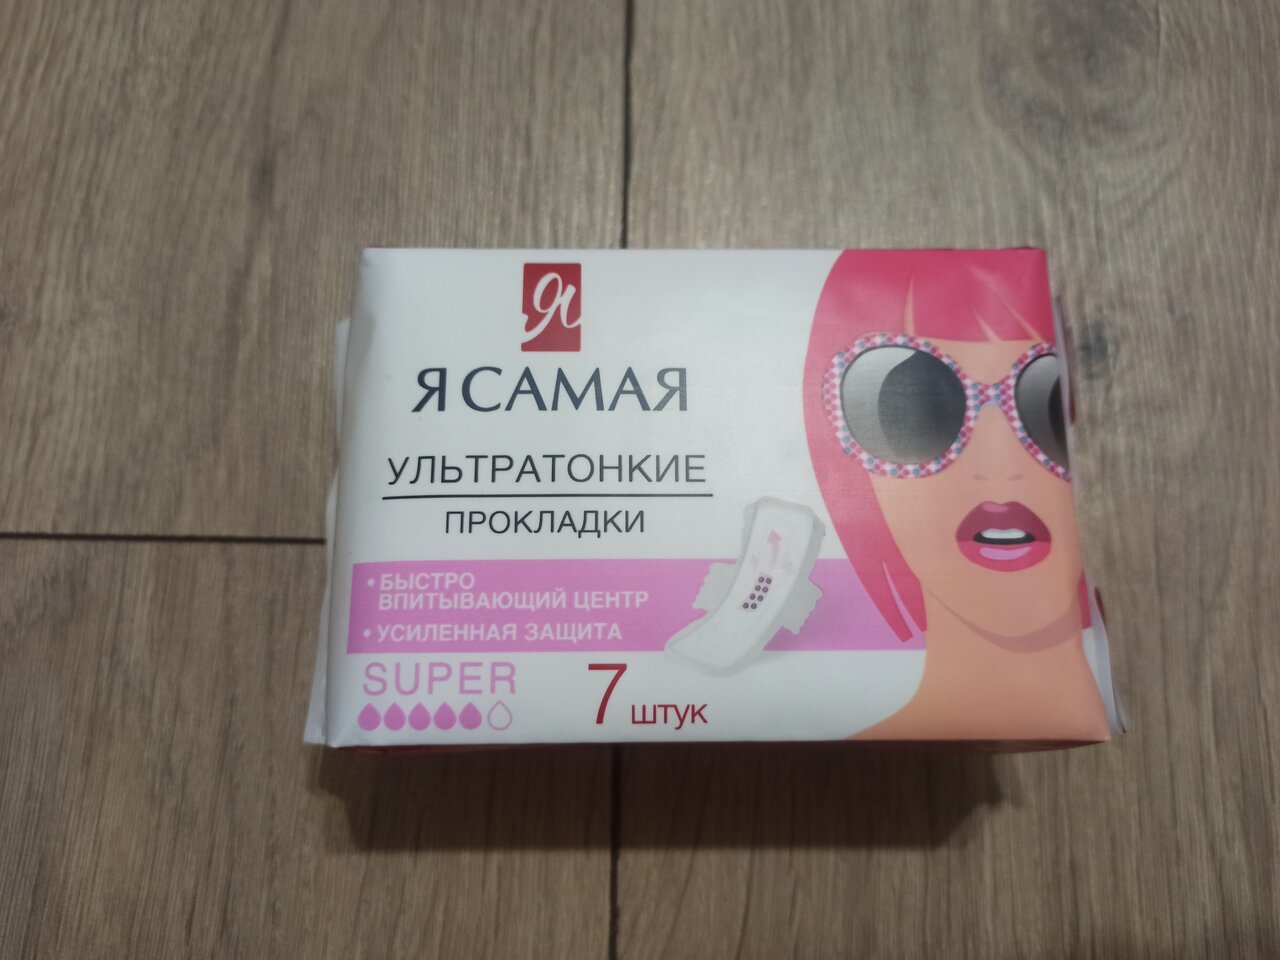 Я
Я САМАЯ
УЛЬТРАТОНКИЕ
ПРОКЛАДКИ
• БЫСТРО
ВПИТЫВАЮЩИЙ ЦЕНТР
• УСИЛЕННАЯ ЗАЩИТА
SUPER
7 ШТУК